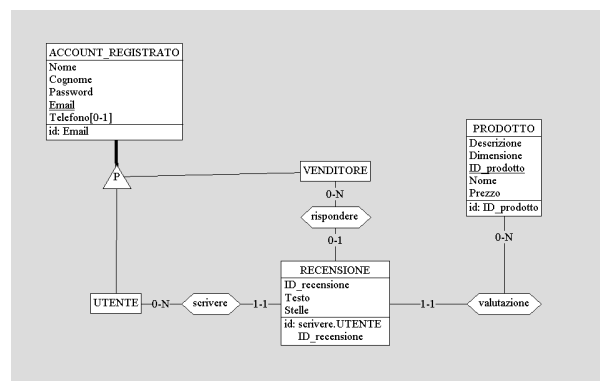 ACCOUNT_REGISTRATO
Nome
Cognome
Password
Email
Telefono[0-1]
id: Email
P
VENDITORE
0-N
rispondere
0-1
PRODOTTO
Descrizione
Dimensione
ID_prodotto
Nome
Prezzo
id: ID_prodotto
0-N
UTENTE
0-N
scrivere
1-1
RECENSIONE
ID_recensione
Testo
Stelle
id: scrivere.UTENTE
ID_recensione
1-1
valutazione